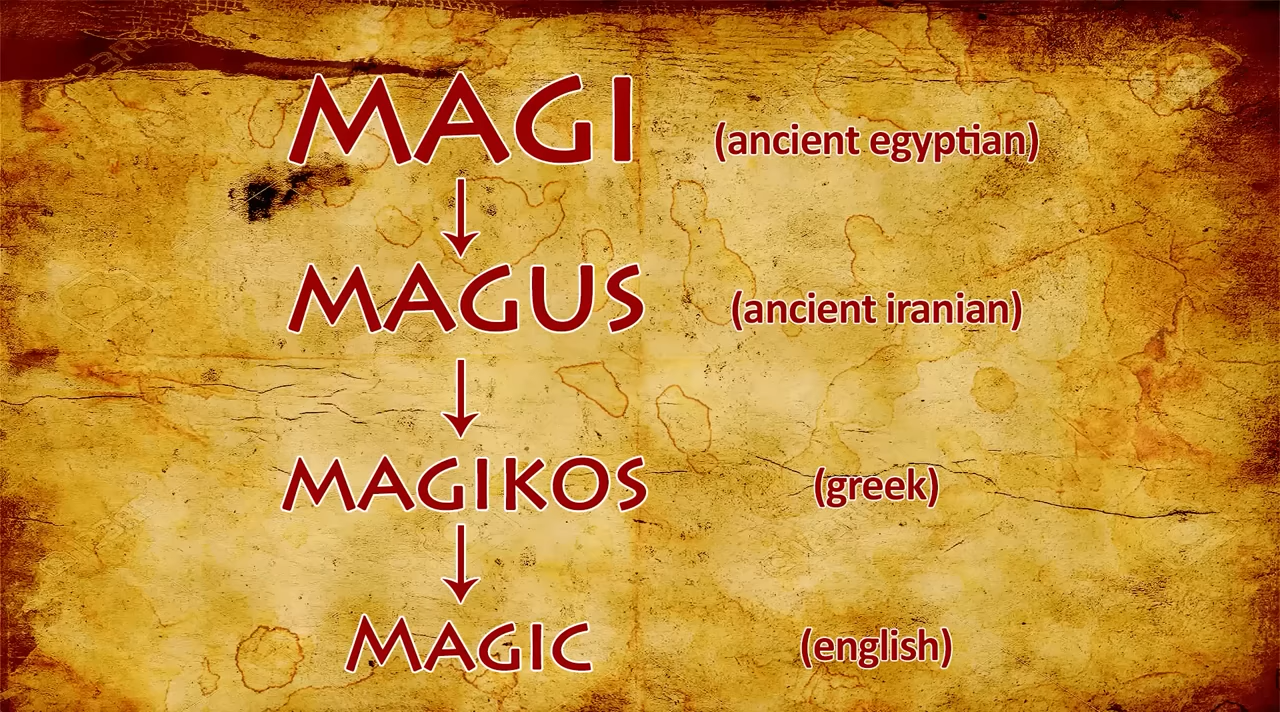 MAGI (ancient egyptian)
MAGUS (ancient iranian)
MAGIKOS (greek)
MAGIC (english)